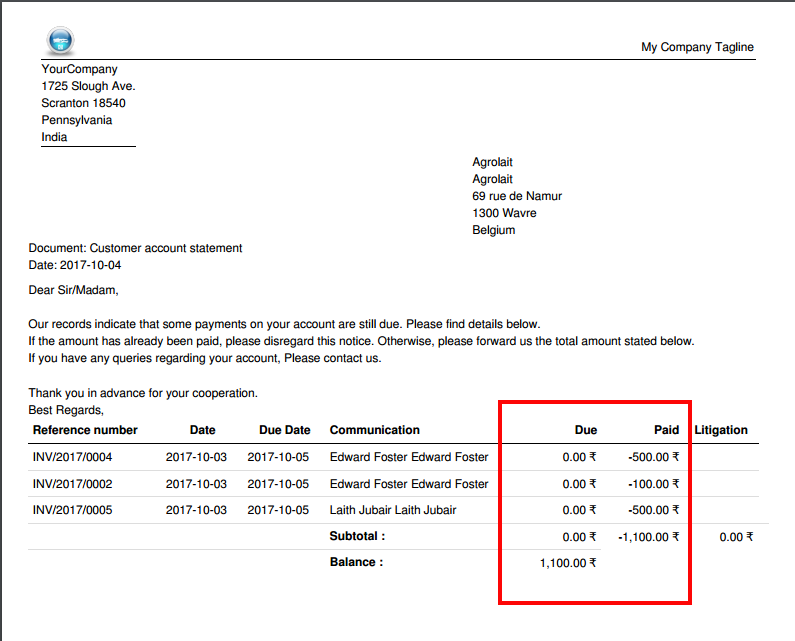 My Company Tagline
YourCompany
1725 Slough Ave.
Scranton 18540
Pennsylvania
India
Agrolait
Agrolait
69 rue de Namur
1300 Wavre
Belgium
Document: Customer account statement
Date: 2017-10-04
Dear Sir/Madam,
Our records indicate that some payments on your account are still due. Please find details below.
If the amount has already been paid, please disregard this notice. Otherwise, please forward us the total amount stated below.
If you have any queries regarding your account, Please contact us.
Thank you in advance for your cooperation.
Best Regards,
Reference number Date Due Date Communication Due Paid Litigation
INV/2017/0004 2017-10-03 2017-10-05 Edward Foster Edward Foster 0.00 ₹ -500.00 ₹
INV/2017/0002 2017-10-03 2017-10-05 Edward Foster Edward Foster 0.00 ₹ -100.00 ₹
INV/2017/0005 2017-10-03 2017-10-05 Laith Jubair Laith Jubair 0.00 ₹ -500.00 ₹
Subtotal : 0.00 ₹ -1,100.00 ₹ 0.00 ₹
Balance : 1,100.00 ₹